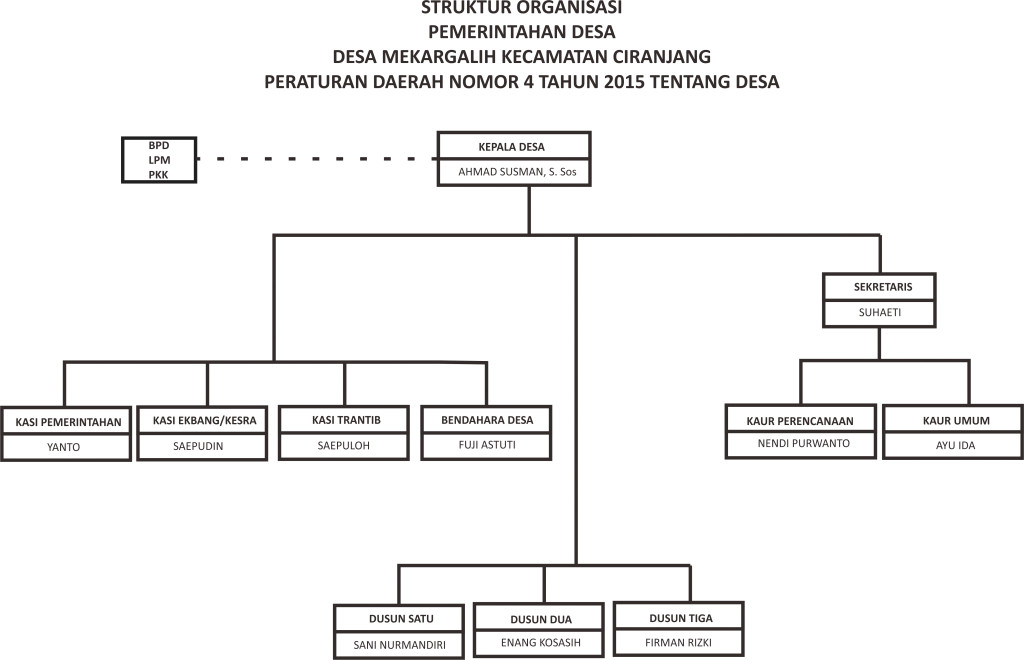 STRUKTUR ORGANISASI
PEMERINTAHAN DESA
DESA MEKARGALIH KECAMATAN CIRANJANG
PERATURAN DAERAH NOMOR 4 TAHUN 2015 TENTANG DESA
BPD
LPM
PKK
KEPALA DESA
AHMAD SUSMAN, S. Sos
SEKRETARIS
SUHAETI
KASI PEMERINTAHAN
YANTO
KASI EKBANG/KESRA
SAEPUDIN
KASI TRANTIB
SAEPULOH
BENDAHARA DESA
FUJI ASTUTI
KAUR PERENCANAAN
NENDI PURWANTO
KAUR UMUM
AYU IDA
DUSUN SATU
SANI NURMANDIRI
DUSUN DUA
ENANG KOSASIH
DUSUN TIGA
FIRMAN RIZKI